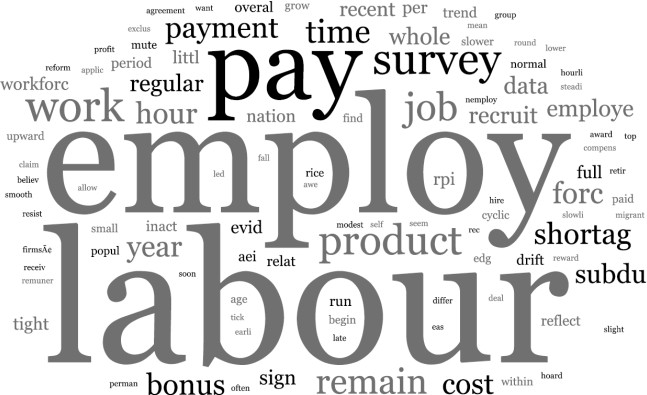 agreement want overal grow recent per trend group
exclus payment time whole slower mean
profit mute pay survey round lower
reform applic period littl normal hourli
workforc regular data steadi
work hour nation job recruit nemploy employe
upward employ find award top
claim fall compens
believ allow led rice awe rpi full retir
smooth hire forc paid
resist small inact evid modest self seem rec cyclic slowli migrant
firmsÃ¢ popul year product shortag
receiv labour aei relat edg drift reward
remuner soon subdu
tight age run differ deal reflect
tick begin slight
earli late eas
perman bonus often sign remain cost within hoard